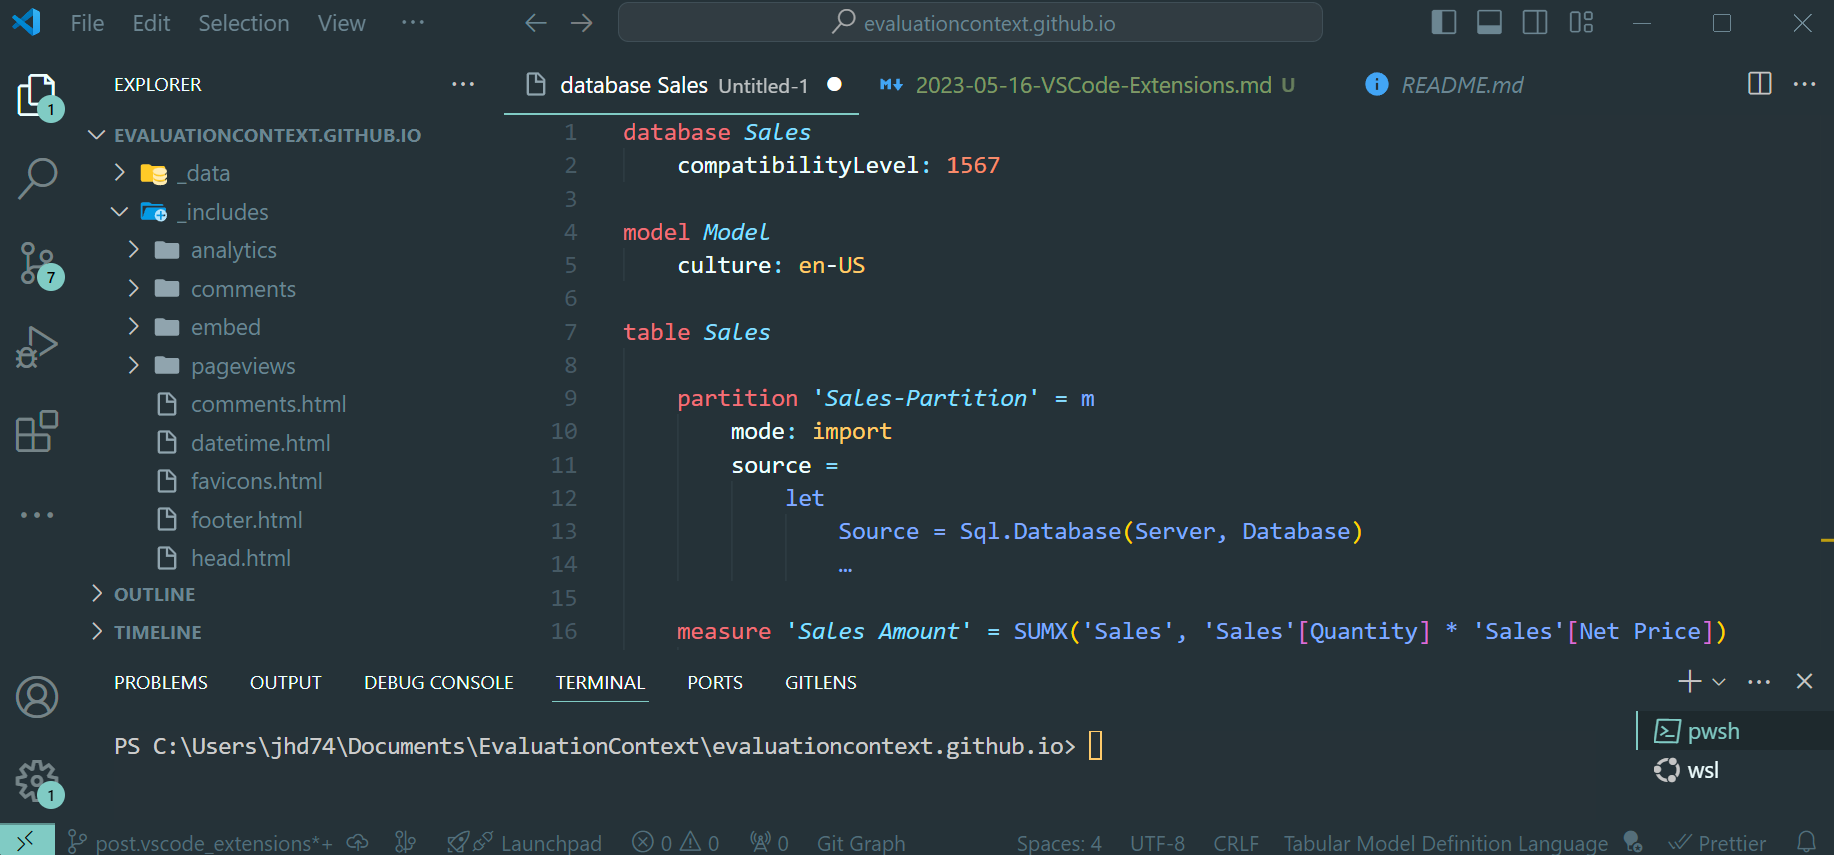 File Edit Selection View ···
evaluationcontext.github.io
EXPLORER ···
1
EVALUATIONCONTEXT.GITHUB.IO
_data
_includes
analytics
7
comments
embed
pageviews
comments.html
datetime.html
favicons.html
footer.html
head.html
OUTLINE
TIMELINE
1
database Sales Untitled-1
2023-05-16-VSCode-Extensions.md U
README.md
1 database Sales
2 compatibilityLevel: 1567
3
4 model Model
5 culture: en-US
6
7 table Sales
8
9 partition 'Sales-Partition' = m
10 mode: import
11 source =
12 let
13 Source = Sql.Database(Server, Database)
14 …
15
16 measure 'Sales Amount' = SUMX('Sales', 'Sales'[Quantity] * 'Sales'[Net Price])
PROBLEMS OUTPUT DEBUG CONSOLE TERMINAL PORTS GITLENS
PS C:\Users\jhd74\Documents\EvaluationContext\evaluationcontext.github.io>
pwsh
wsl
post.vscode_extensions*+ Launchpad 0 0 0 Git Graph Spaces: 4 UTF-8 CRLF Tabular Model Definition Language Prettier